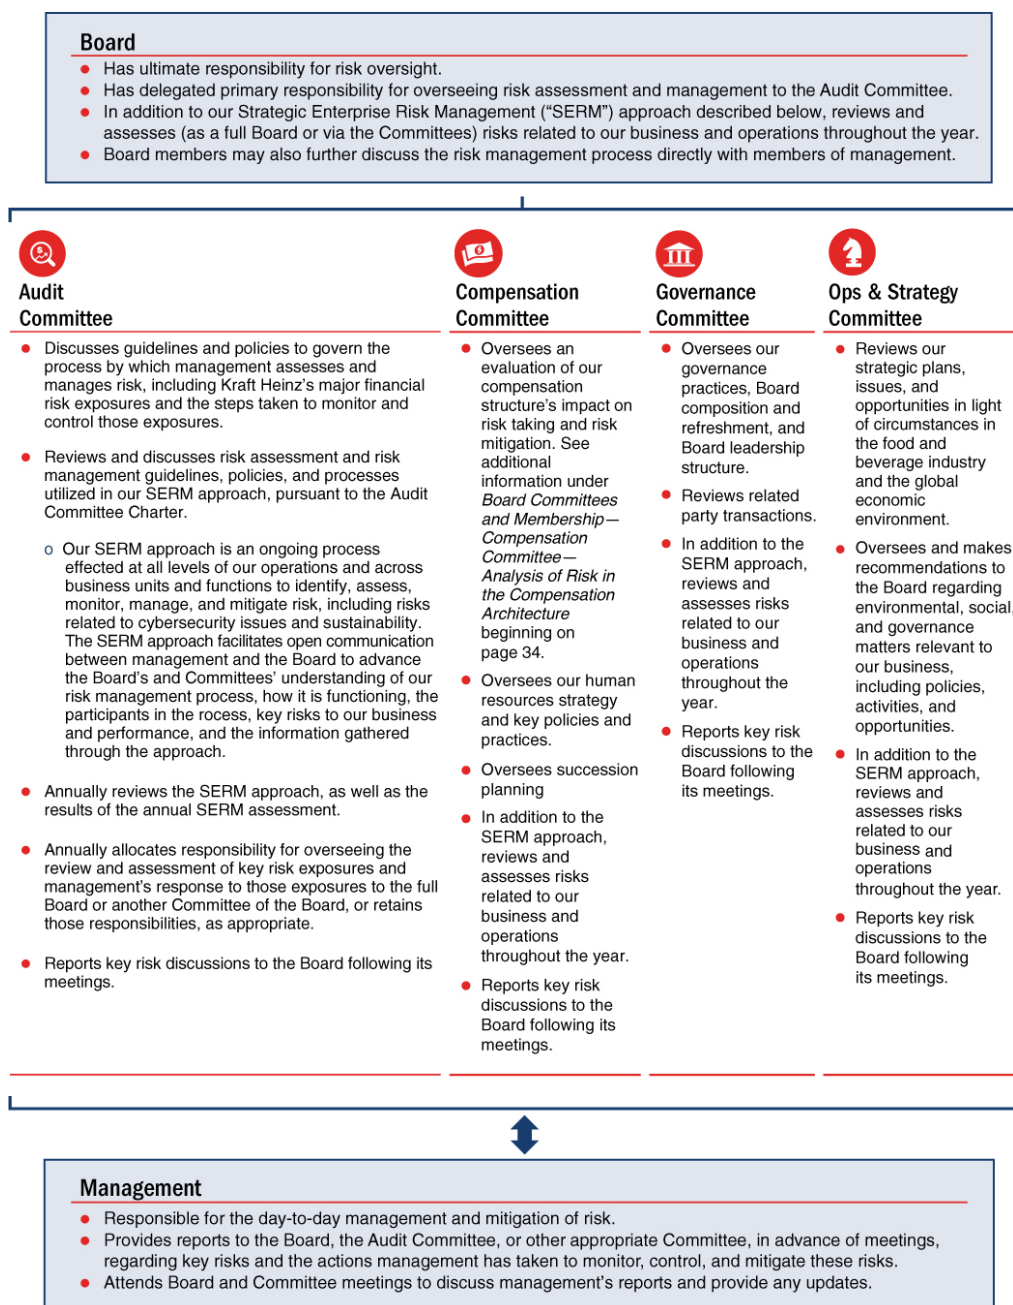 Board
● Has ultimate responsibility for risk oversight.
● Has delegated primary responsibility for overseeing risk assessment and management to the Audit Committee.
● In addition to our Strategic Enterprise Risk Management (“SERM”) approach described below, reviews and
assesses (as a full Board or via the Committees) risks related to our business and operations throughout the year.
● Board members may also further discuss the risk management process directly with members of management.
Audit
Committee
● Discusses guidelines and policies to govern the
process by which management assesses and
manages risk, including Kraft Heinz’s major financial
risk exposures and the steps taken to monitor and
control those exposures.
● Reviews and discusses risk assessment and risk
management guidelines, policies, and processes
utilized in our SERM approach, pursuant to the Audit
Committee Charter.
o Our SERM approach is an ongoing process
effected at all levels of our operations and across
business units and functions to identify, assess,
monitor, manage, and mitigate risk, including risks
related to cybersecurity issues and sustainability.
The SERM approach facilitates open communication
between management and the Board to advance
the Board’s and Committees’ understanding of our
risk management process, how it is functioning, the
participants in the rocess, key risks to our business
and performance, and the information gathered
through the approach.
● Annually reviews the SERM approach, as well as the
results of the annual SERM assessment.
● Annually allocates responsibility for overseeing the
review and assessment of key risk exposures and
management’s response to those exposures to the full
Board or another Committee of the Board, or retains
those responsibilities, as appropriate.
● Reports key risk discussions to the Board following its
meetings.
Compensation
Committee
● Oversees an
evaluation of our
compensation
structure’s impact on
risk taking and risk
mitigation. See
additional
information under
Board Committees
and Membership—
Compensation
Committee—
Analysis of Risk in
the Compensation
Architecture
beginning on
page 34.
● Oversees our human
resources strategy
and key policies and
practices.
● Oversees succession
planning
● In addition to the
SERM approach,
reviews and
assesses risks
related to our
business and
operations
throughout the year.
● Reports key risk
discussions to the
Board following its
meetings.
Governance
Committee
● Oversees our
governance
practices, Board
composition and
refreshment, and
Board leadership
structure.
● Reviews related
party transactions.
● In addition to the
SERM approach,
reviews and
assesses risks
related to our
business and
operations
throughout the
year.
● Reports key risk
discussions to the
Board following
its meetings.
Ops & Strategy
Committee
● Reviews our
strategic plans,
issues, and
opportunities in light
of circumstances in
the food and
beverage industry
and the global
economic
environment.
● Oversees and makes
recommendations to
the Board regarding
environmental, social,
and governance
matters relevant to
our business,
including policies,
activities, and
opportunities.
● In addition to the
SERM approach,
reviews and
assesses risks
related to our
business and
operations
throughout the year.
● Reports key risk
discussions to the
Board following
its meetings.
Management
● Responsible for the day-to-day management and mitigation of risk.
● Provides reports to the Board, the Audit Committee, or other appropriate Committee, in advance of meetings,
regarding key risks and the actions management has taken to monitor, control, and mitigate these risks.
● Attends Board and Committee meetings to discuss management’s reports and provide any updates.